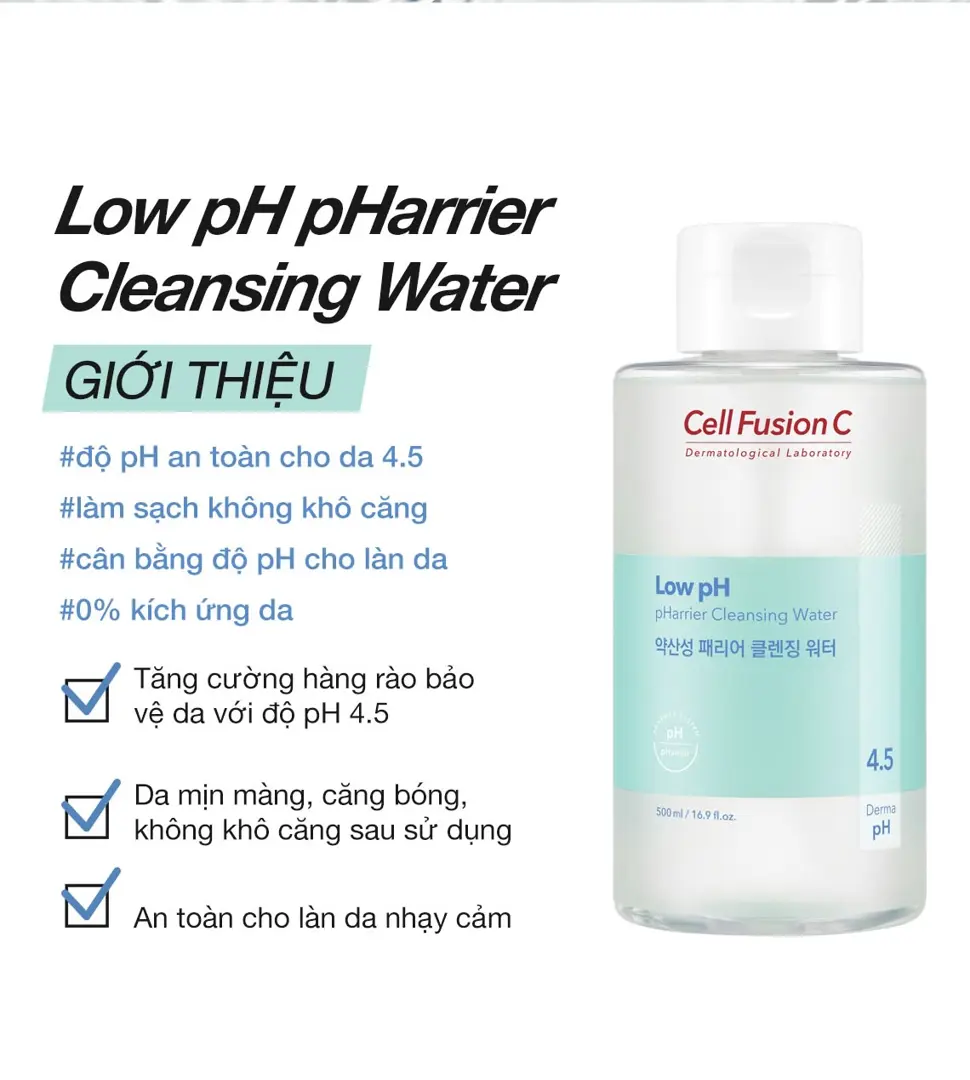 Low pH pHarrier
Cleansing Water
GIỚI THIỆU
#độ pH an toàn cho da 4.5
#làm sạch không khô căng
#cân bằng độ pH cho làn da
#0% kích ứng da
Tăng cường hàng rào bảo
vệ da với độ pH 4.5
Da mịn màng, căng bóng,
không khô căng sau sử dụng
An toàn cho làn da nhạy cảm
Cell Fusion C
Dermatological Laboratory
Low pH
pHarrier Cleansing Water
약산성 패리어 클렌징 워터
pH
pHarrier
4.5
Derma
pH
500 ml / 16.9 fl.oz.